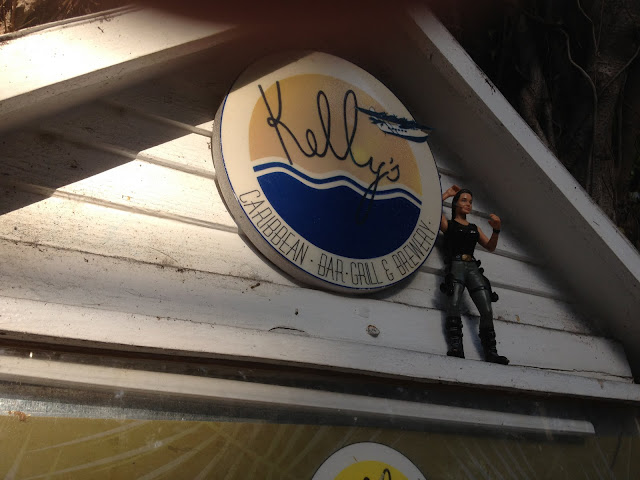 Kelly's
CARIBBEAN · BAR · GRILL & BREWERY ·